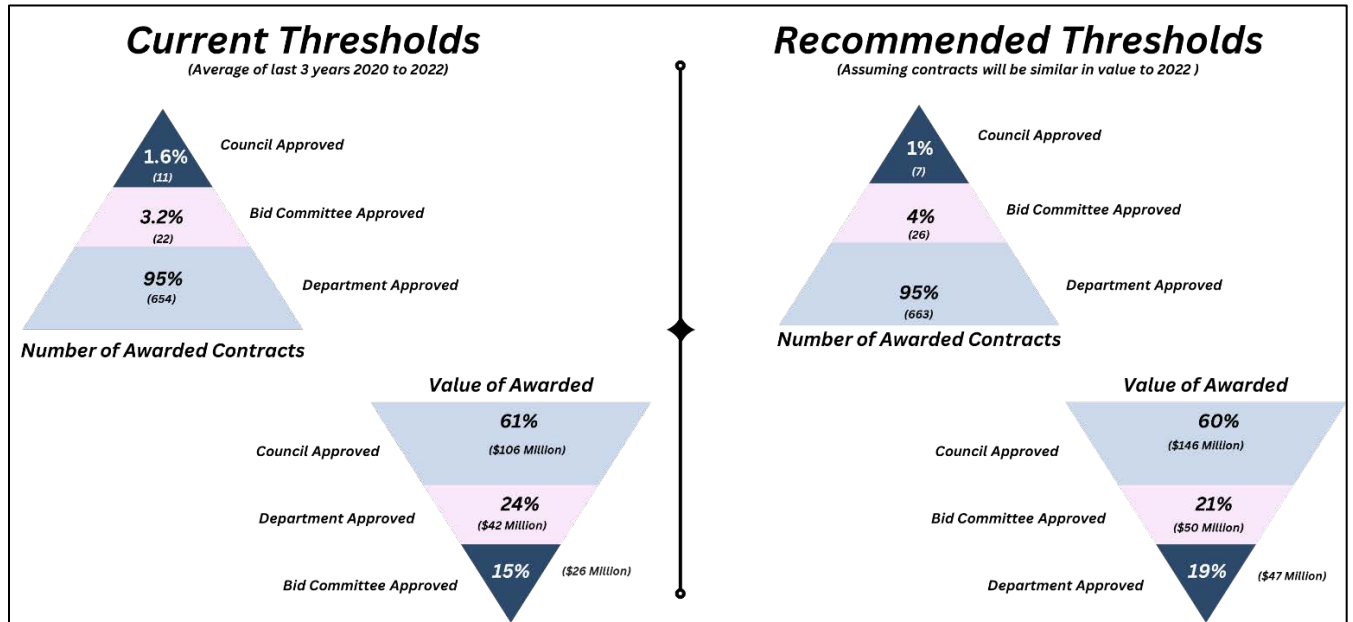 Current Thresholds
(Average of last 3 years 2020 to 2022)
1.6%
(11)
Council Approved
3.2%
(22)
Bid Committee Approved
95%
(654)
Department Approved
Number of Awarded Contracts
Value of Awarded
61%
($106 Million)
Council Approved
24%
($42 Million)
Department Approved
15%
($26 Million)
Bid Committee Approved
Recommended Thresholds
(Assuming contracts will be similar in value to 2022 )
1%
(7)
Council Approved
4%
(26)
Bid Committee Approved
95%
(663)
Department Approved
Number of Awarded Contracts
Value of Awarded
60%
($146 Million)
Council Approved
21%
($50 Million)
Bid Committee Approved
19%
($47 Million)
Department Approved